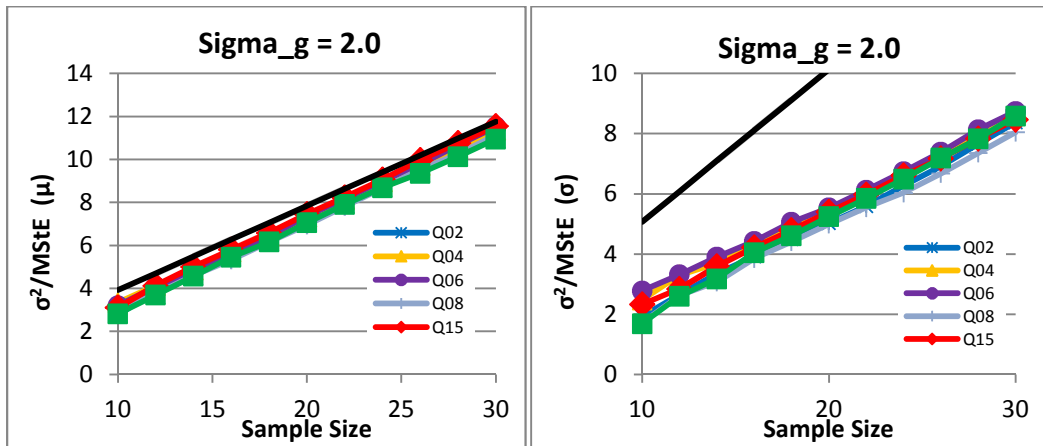 Sigma_g = 2.0
σ²/MStE (μ)
14
12
10
8
6
4
2
0
Q02
Q04
Q06
Q08
Q15
10
15
20
25
30
Sample Size
Sigma_g = 2.0
σ²/MStE (σ)
10
8
6
4
2
0
Q02
Q04
Q06
Q08
Q15
10
20
30
Sample Size